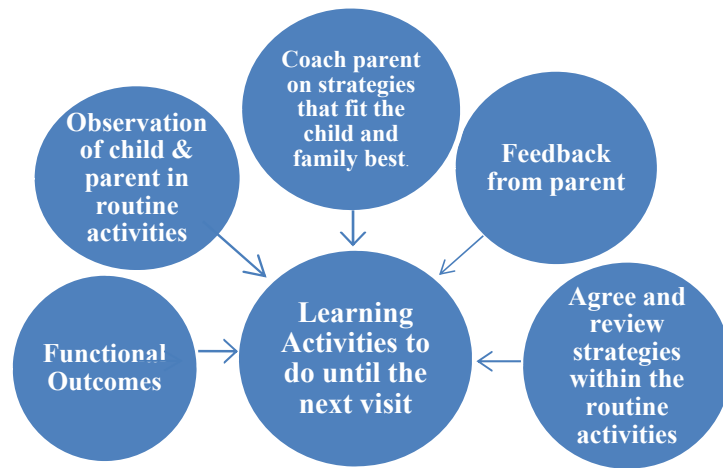 Coach parent
on strategies
that fit the
child and
family best.
Observation
of child &
parent in
routine
activities
Feedback
from parent
Functional
Outcomes
Learning
Activities to
do until the
next visit
Agree and
review
strategies
within the
routine
activities